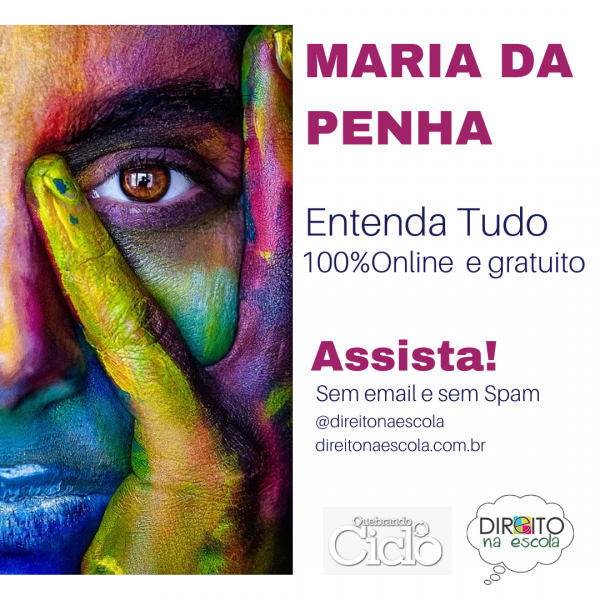 MARIA DA
PENHA
Entenda Tudo
100%Online e gratuito
Assista!
Sem email e sem Spam
@direitonaescola
direitonaescola.com.br
Quebrando
Ciclo
DIREITO
na escola